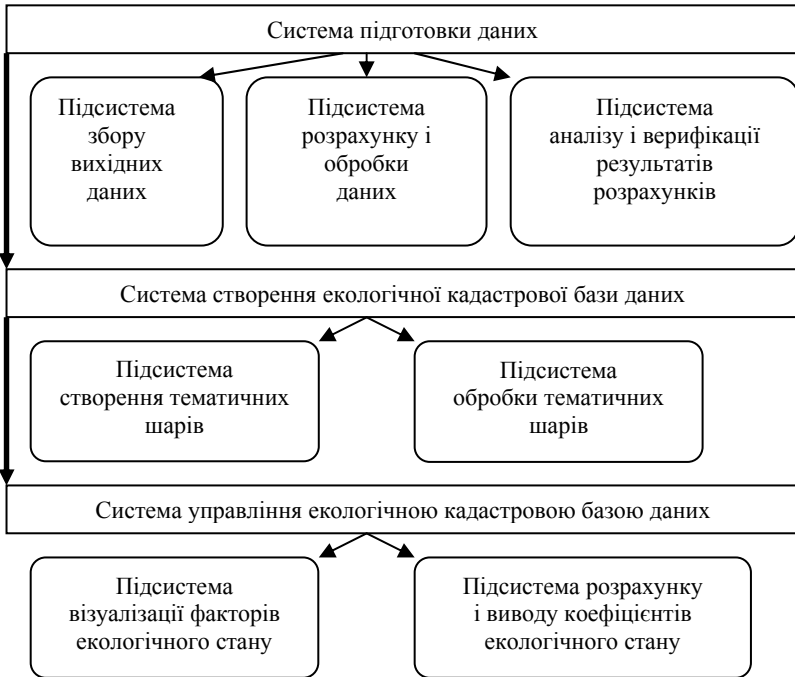 Система підготовки даних
Підсистема
збору
вихідних
даних
Підсистема
розрахунку і
обробки
даних
Підсистема
аналізу і верифікації
результатів
розрахунків
Система створення екологічної кадастрової бази даних
Підсистема
створення тематичних
шарів
Підсистема
обробки тематичних
шарів
Система управління екологічною кадастровою базою даних
Підсистема
візуалізації факторів
екологічного стану
Підсистема розрахунку
і виводу коефіцієнтів
екологічного стану